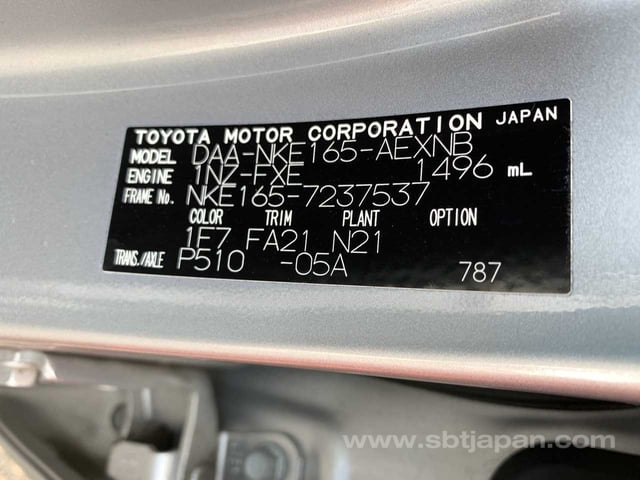 TOYOTA MOTOR CORPORATION JAPAN
MODEL DAA-NKE165-AEXNB
ENGINE 1NZ-FXE 1496 mL
FRAME No. NKE165-7237537
COLOR TRIM PLANT OPTION
1F7 FA21 N21
TRANS./AXLE P510 -05A 787
www.sbtjapan.com